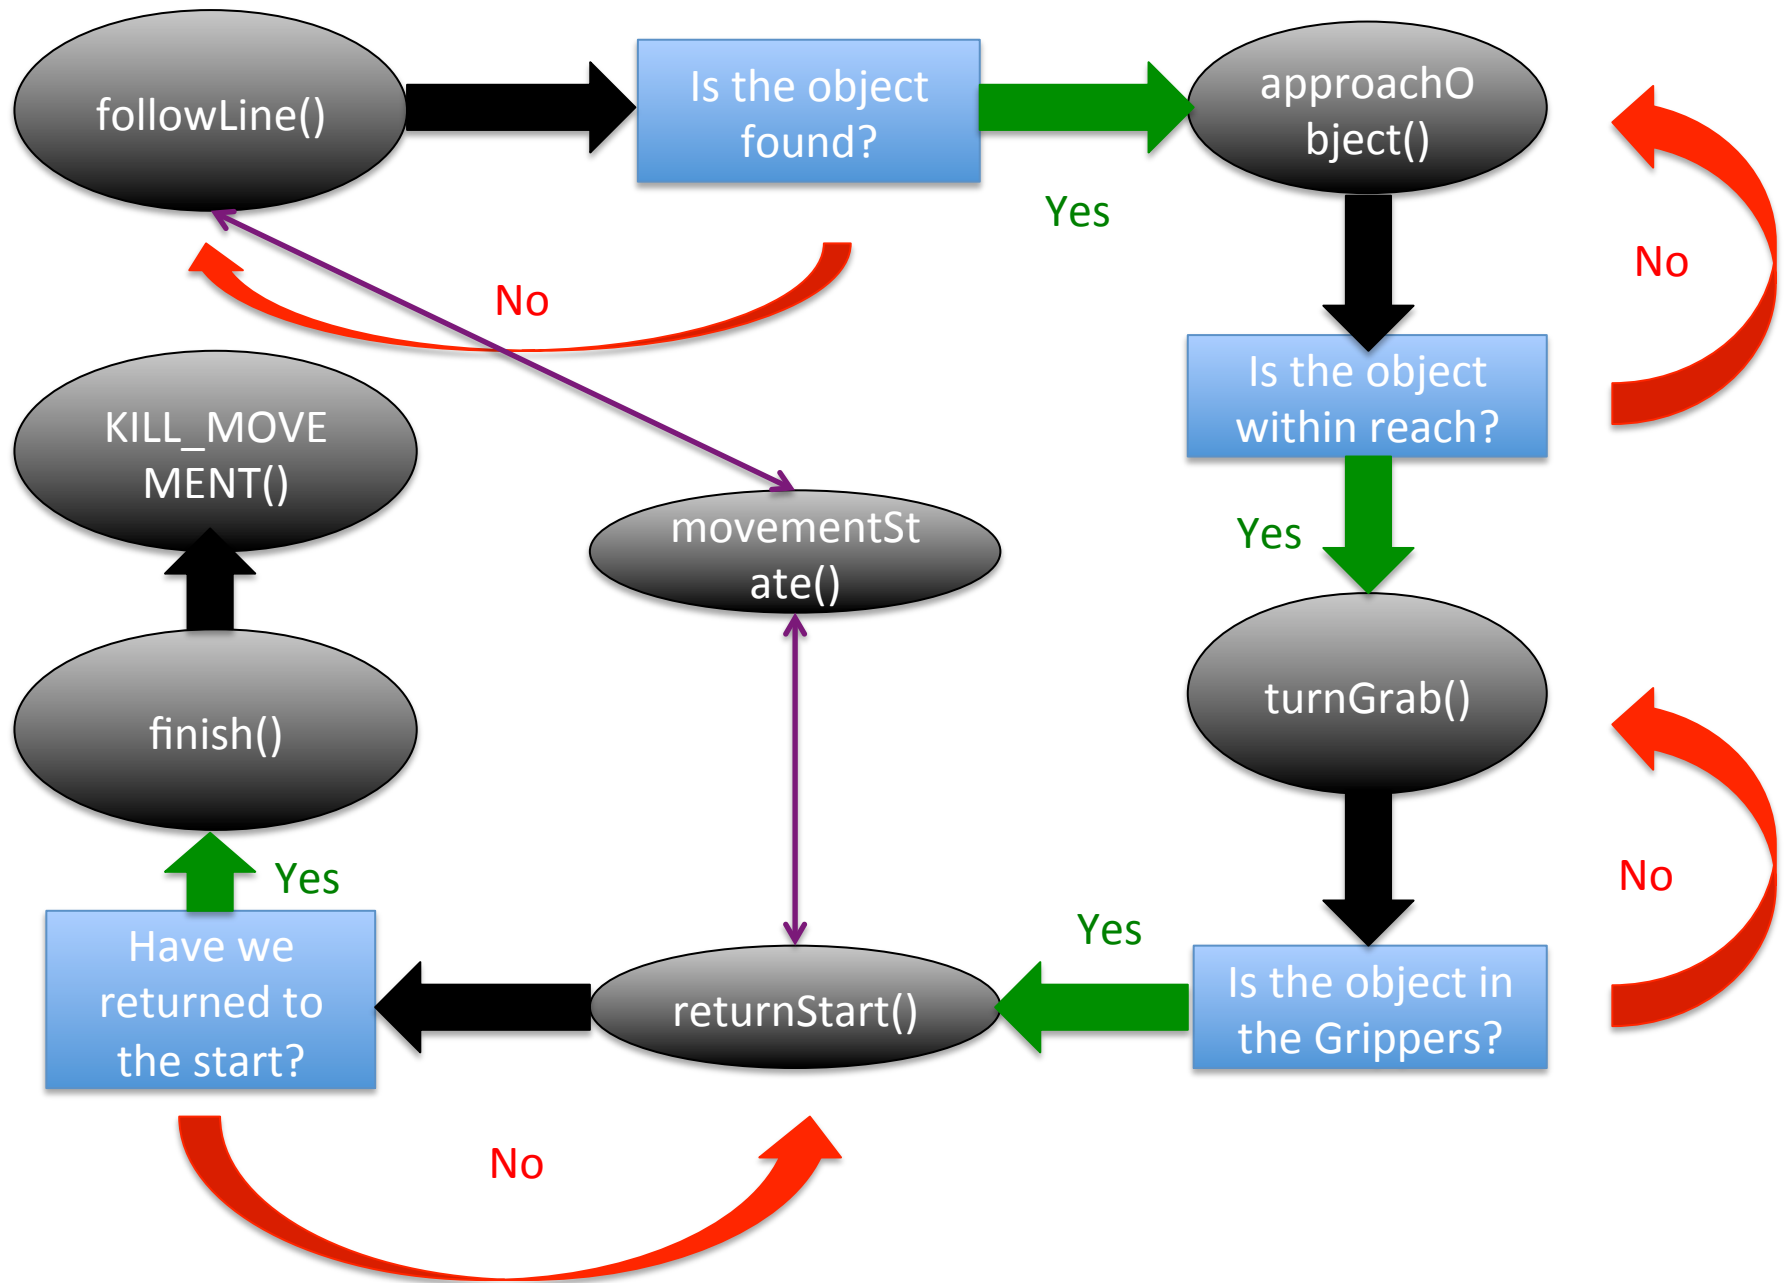 followLine()
Is the object
found?
Yes
approachO
bject()
No
No
Is the object
within reach?
KILL_MOVE
MENT()
movementSt
ate()
Yes
turnGrab()
finish()
No
Yes
Yes
Have we
returned to
the start?
returnStart()
Is the object in
the Grippers?
No